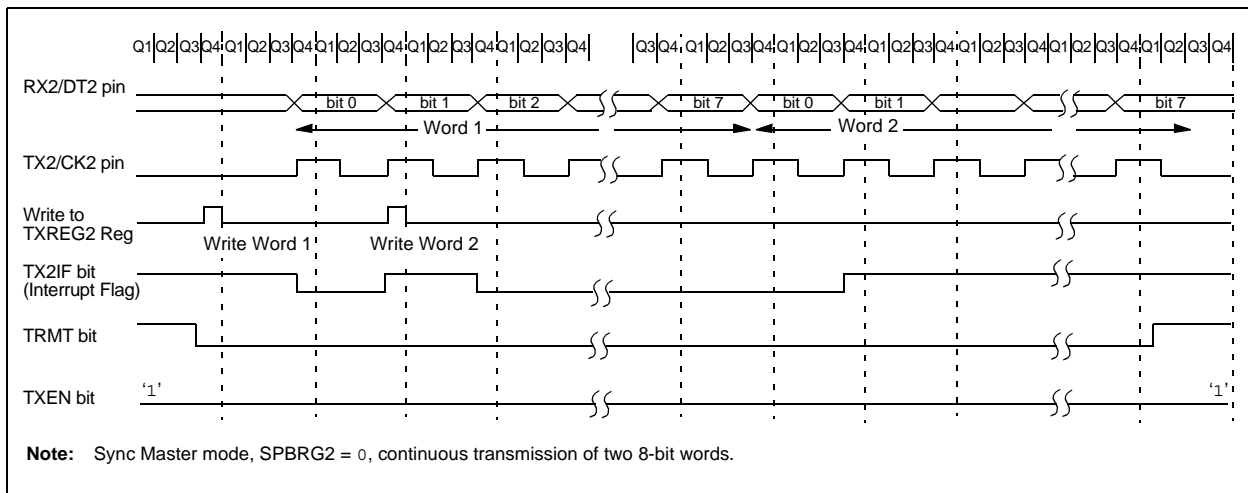 Q1 Q2 Q3 Q4 Q1 Q2 Q3 Q4 Q1 Q2 Q3 Q4 Q1 Q2 Q3 Q4 Q1 Q2 Q3 Q4 Q3 Q4 Q1 Q2 Q3 Q4 Q1 Q2 Q3 Q4 Q1 Q2 Q3 Q4 Q1 Q2 Q3 Q4 Q1 Q2 Q3 Q4 Q1 Q2 Q3 Q4
RX2/DT2 pin
bit 0 bit 1 bit 2 bit 7 bit 0 bit 1 bit 7
Word 1 Word 2
TX2/CK2 pin
Write to
TXREG2 Reg
Write Word 1 Write Word 2
TX2IF bit
(Interrupt Flag)
TRMT bit
TXEN bit ‘1’ ‘1’
Note: Sync Master mode, SPBRG2 = 0, continuous transmission of two 8-bit words.